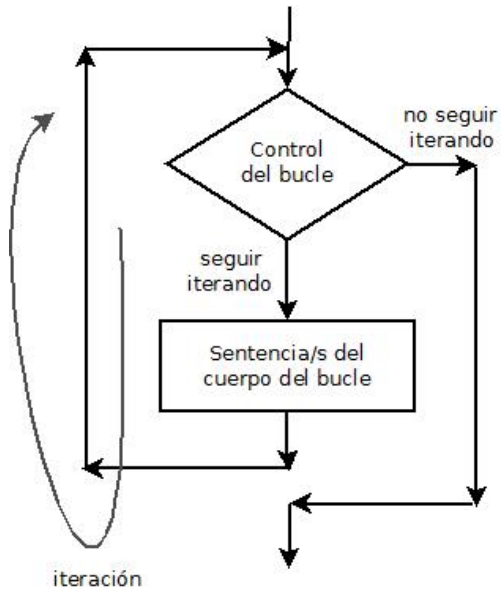 no seguir
iterando
Control
del bucle
seguir
iterando
Sentencia/s del
cuerpo del bucle
iteración